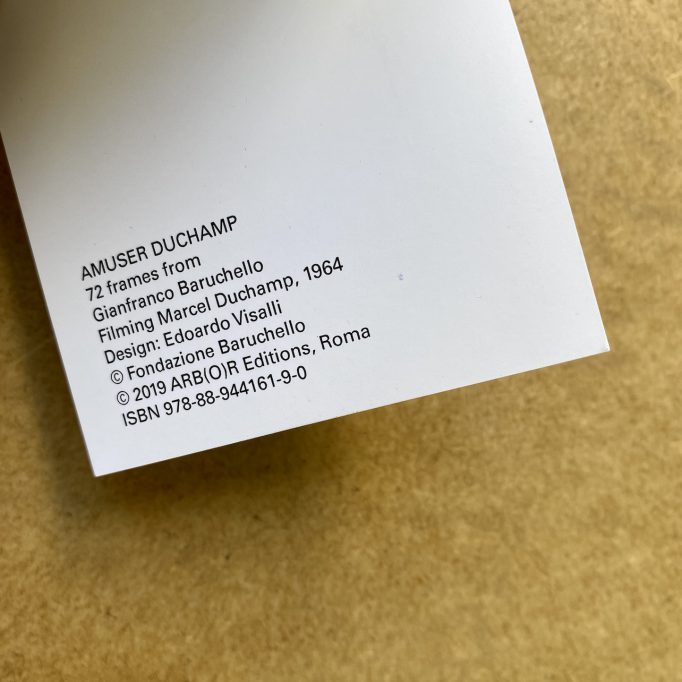 AMUSER DUCHAMP
72 frames from
Gianfranco Baruchello
Filming Marcel Duchamp, 1964
Design: Edoardo Visalli
© Fondazione Baruchello
© 2019 ARB(O)R Editions, Roma
ISBN 978-88-944161-9-0